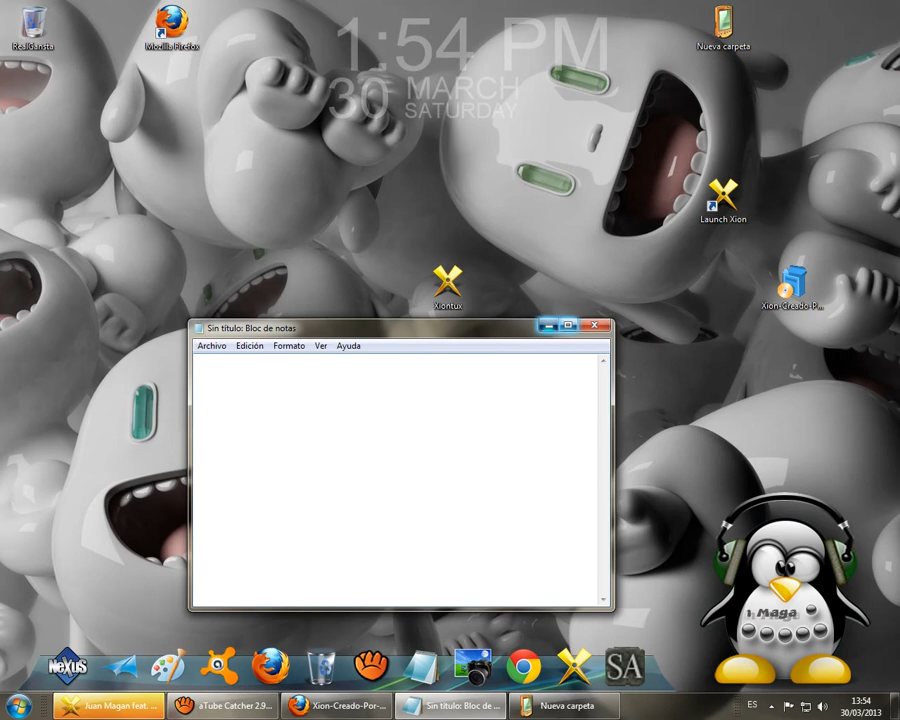 1:54 PM
30 MARCH
SATURDAY
Mozilla Firefox
Nueva carpeta
Launch Xion
Xiontux
Xion-Creado-P...
Sin título: Bloc de notas
Archivo Edición Formato Ver Ayuda
1 Maga
NeXus
a
SA
Juan Magan feat. ...
aTube Catcher 2.9...
Xion-Creado-Por-...
Sin título: Bloc de ...
Nueva carpeta
ES
13:54
30/03/2013